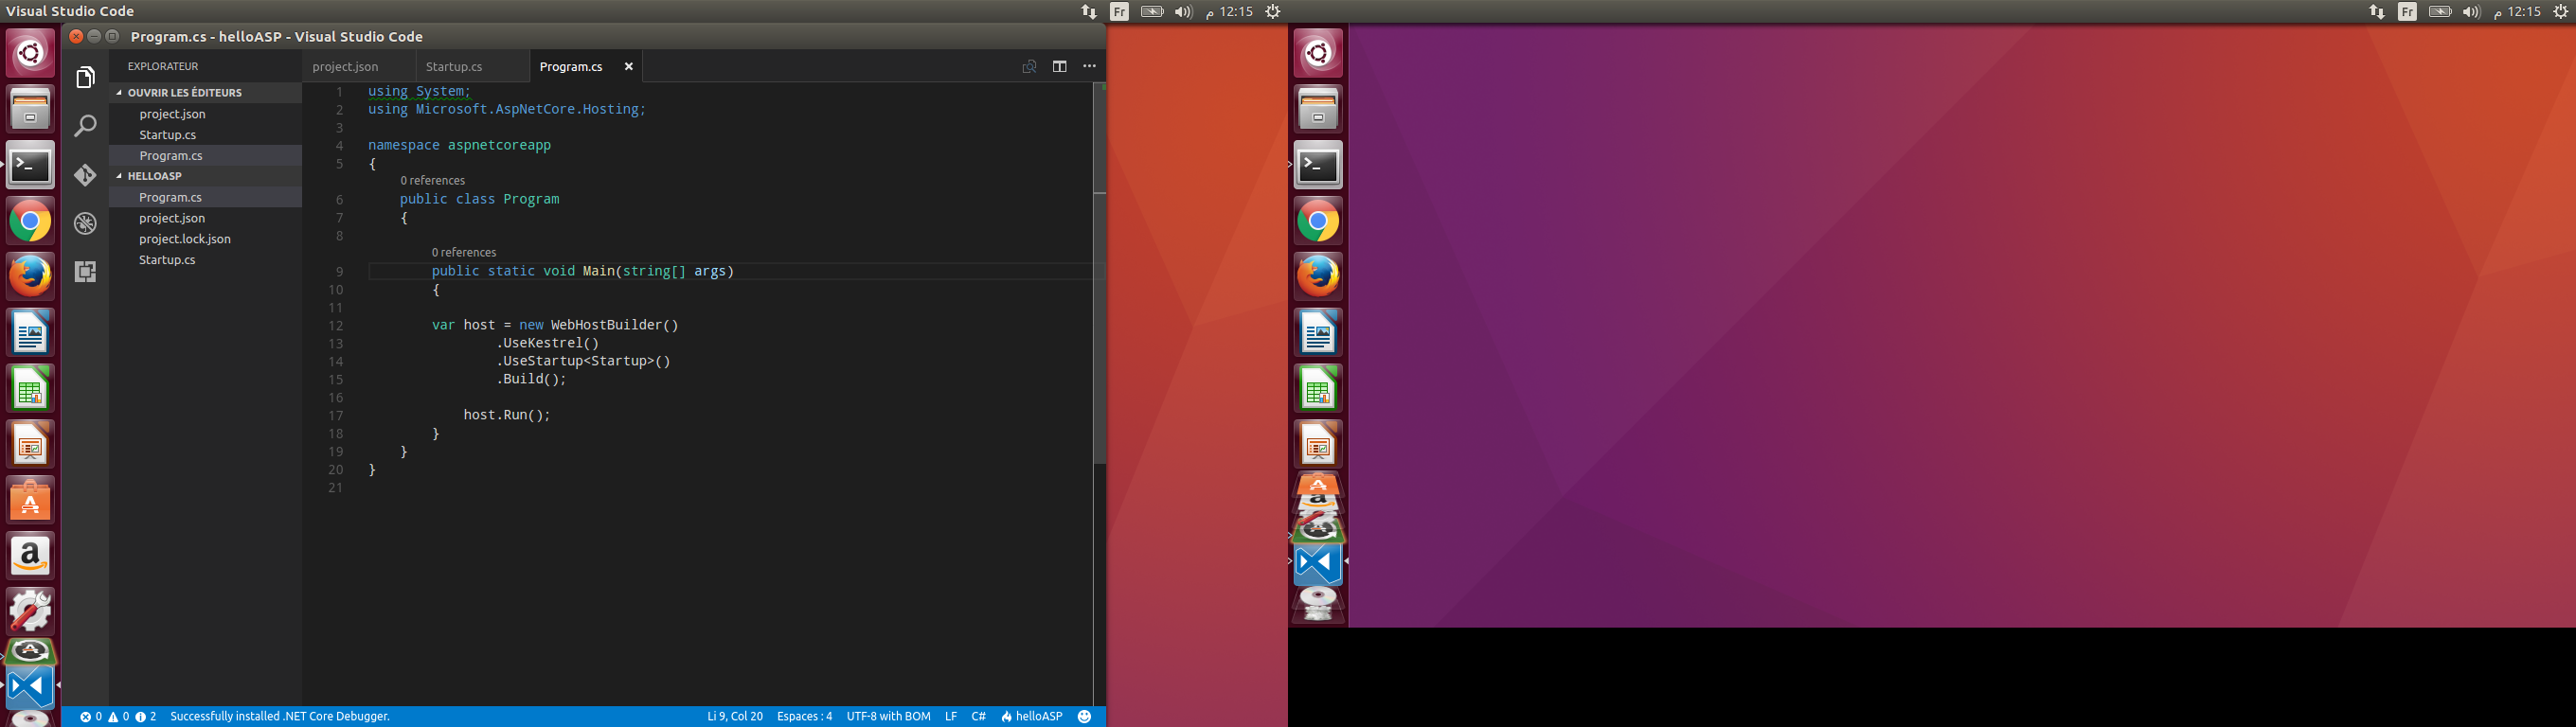 Visual Studio Code
Fr
م 12:15
Fr
م 12:15
Program.cs - helloASP - Visual Studio Code
EXPLORATEUR
OUVRIR LES ÉDITEURS
project.json
Startup.cs
Program.cs
HELLOASP
Program.cs
project.json
project.lock.json
Startup.cs
project.json
Startup.cs
Program.cs
1 using System;
2 using Microsoft.AspNetCore.Hosting;
3
4 namespace aspnetcoreapp
5 {
0 references
6 public class Program
7 {
8
0 references
9 public static void Main(string[] args)
10 {
11
12 var host = new WebHostBuilder()
13 .UseKestrel()
14 .UseStartup<Startup>()
15 .Build();
16
17 host.Run();
18 }
19 }
20 }
21
0 0 2 Successfully installed .NET Core Debugger.
Li 9, Col 20 Espaces : 4 UTF-8 with BOM LF C# helloASP